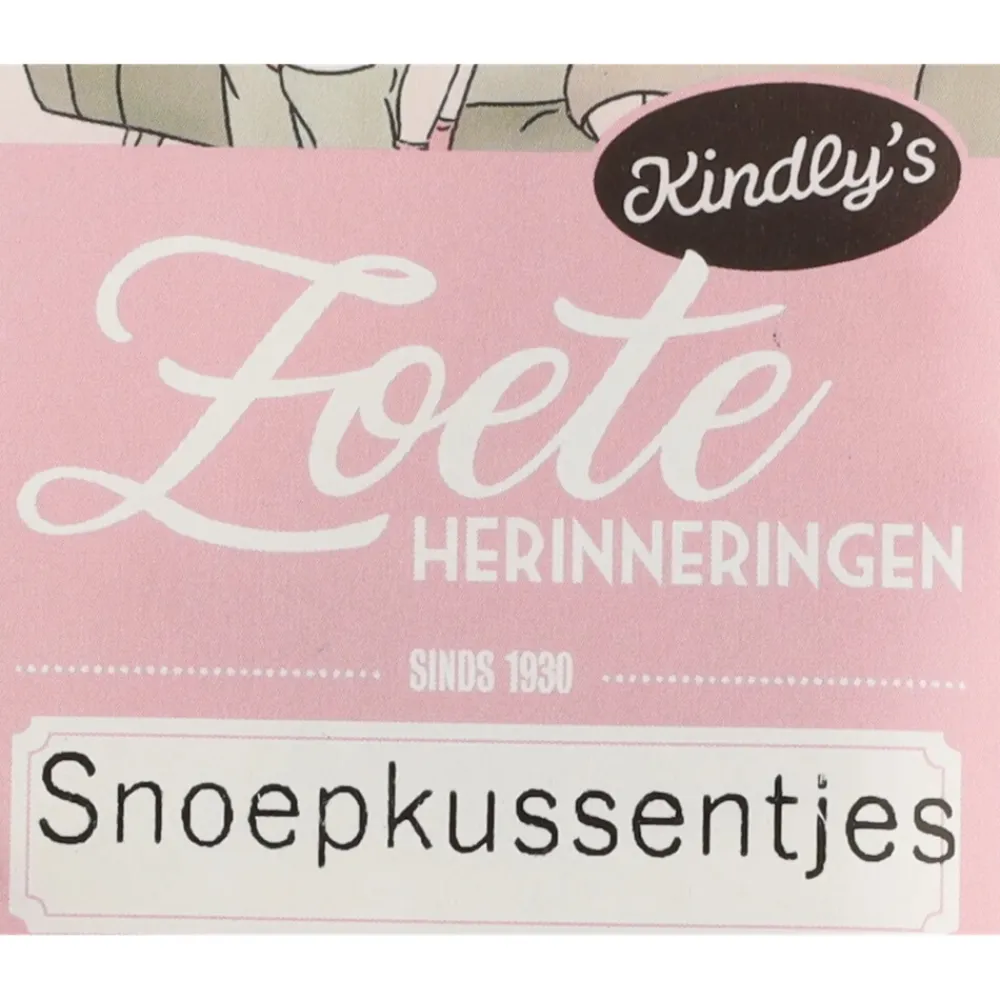 Kindly's
Zoete
HERINNERINGEN
SINDS 1930
Snoepkussentjes